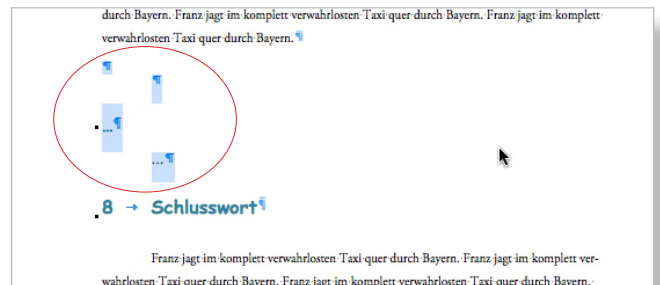 durch Bayern. Franz jagt im komplett verwahrlosten Taxi quer durch Bayern. Franz jagt im komplett
verwahrlosten Taxi quer durch Bayern.¶
¶
¶
...¶
...¶
8 → Schlusswort¶
Franz jagt im komplett verwahrlosten Taxi quer durch Bayern. Franz jagt im komplett ver-
wahrlosten Taxi quer durch Bayern. Franz jagt im komplett verwahrlosten Taxi quer durch Bayern.